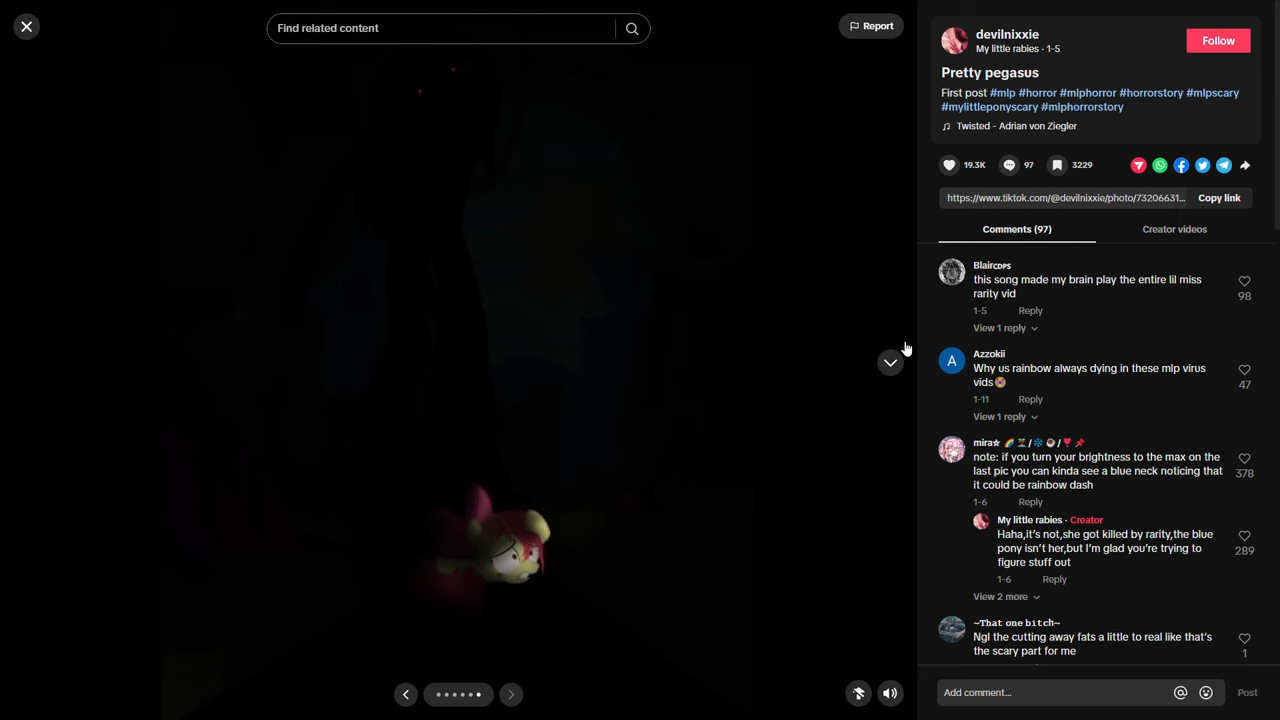 Find related content
Report
devilnixxie
My little rabies · 1-5
Follow
Pretty pegasus
First post #mlp #horror #mlphorror #horrorstory #mlpscary
#mylittleponyscary #mlphorrorstory
Twisted - Adrian von Ziegler
19.3K
97
3229
https://www.tiktok.com/@devilnixxie/photo/73206631...
Copy link
Comments (97)
Creator videos
Blairᴄᴅᴘs
this song made my brain play the entire lil miss
rarity vid
98
1-5 Reply
View 1 reply
A
Azzokii
Why us rainbow always dying in these mlp virus
vids
47
1-11 Reply
View 1 reply
mira☆
note: if you turn your brightness to the max on the
last pic you can kinda see a blue neck noticing that
it could be rainbow dash
378
1-6 Reply
My little rabies · Creator
Haha,it's not,she got killed by rarity,the blue
pony isn't her,but I'm glad you're trying to
figure stuff out
289
1-6 Reply
View 2 more
~That one bitch~
Ngl the cutting away fats a little to real like that's
the scary part for me
1
Add comment...
@
Post